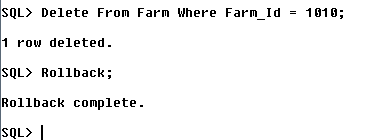 SQL> Delete From Farm Where Farm_Id = 1010;
1 row deleted.
SQL> Rollback;
Rollback complete.
SQL>